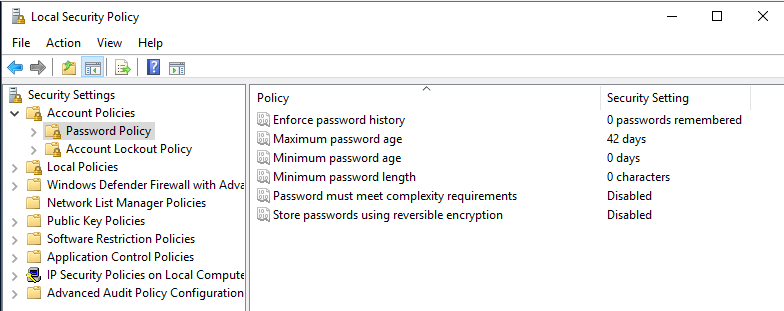 Local Security Policy
File Action View Help
Security Settings
Account Policies
Password Policy
Account Lockout Policy
Local Policies
Windows Defender Firewall with Adva
Network List Manager Policies
Public Key Policies
Software Restriction Policies
Application Control Policies
IP Security Policies on Local Compute
Advanced Audit Policy Configuration
Policy Security Setting
Enforce password history 0 passwords remembered
Maximum password age 42 days
Minimum password age 0 days
Minimum password length 0 characters
Password must meet complexity requirements Disabled
Store passwords using reversible encryption Disabled